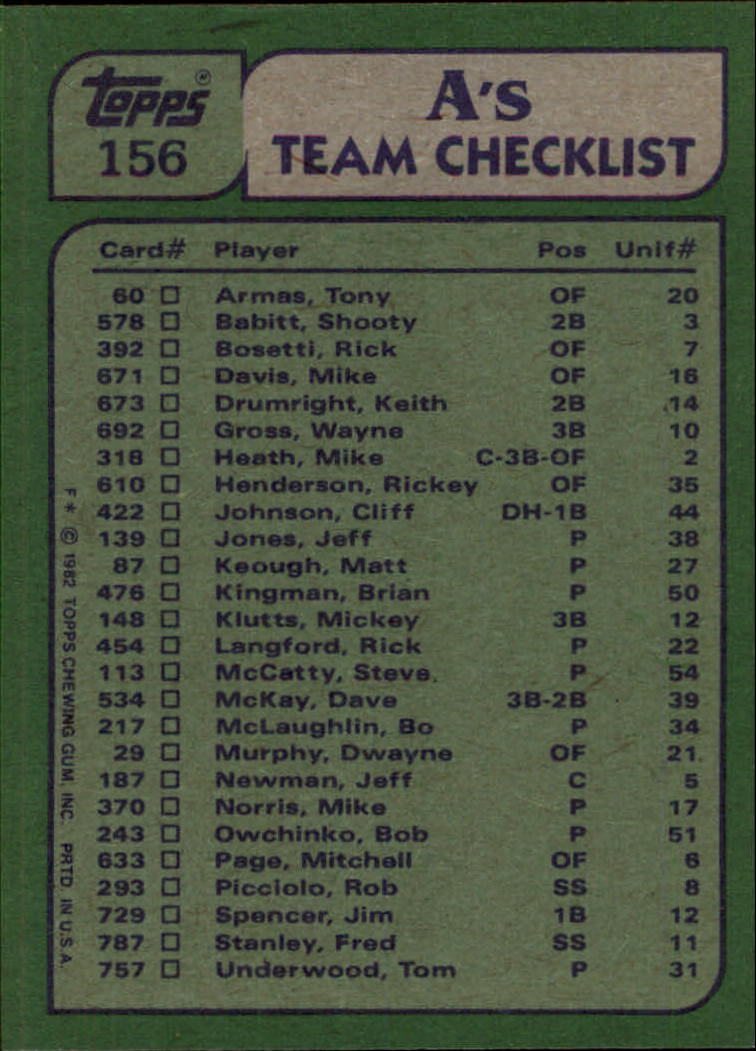 Topps®
156
A's
TEAM CHECKLIST
Card# Player Pos Unif#
60 □ Armas, Tony OF 20
578 □ Babitt, Shooty 2B 3
392 □ Bosetti, Rick OF 7
671 □ Davis, Mike OF 16
673 □ Drumright, Keith 2B 14
692 □ Gross, Wayne 3B 10
318 □ Heath, Mike C-3B-OF 2
610 □ Henderson, Rickey OF 35
422 □ Johnson, Cliff DH-1B 44
139 □ Jones, Jeff P 38
87 □ Keough, Matt P 27
476 □ Kingman, Brian P 50
148 □ Klutts, Mickey 3B 12
454 □ Langford, Rick P 22
113 □ McCatty, Steve P 54
534 □ McKay, Dave 3B-2B 39
217 □ McLaughlin, Bo P 34
29 □ Murphy, Dwayne OF 21
187 □ Newman, Jeff C 5
370 □ Norris, Mike P 17
243 □ Owchinko, Bob P 51
633 □ Page, Mitchell OF 6
293 □ Picciolo, Rob SS 8
729 □ Spencer, Jim 1B 12
787 □ Stanley, Fred SS 11
757 □ Underwood, Tom P 31
F * © 1982 TOPPS CHEWING GUM, INC. PRTD. IN U.S.A.